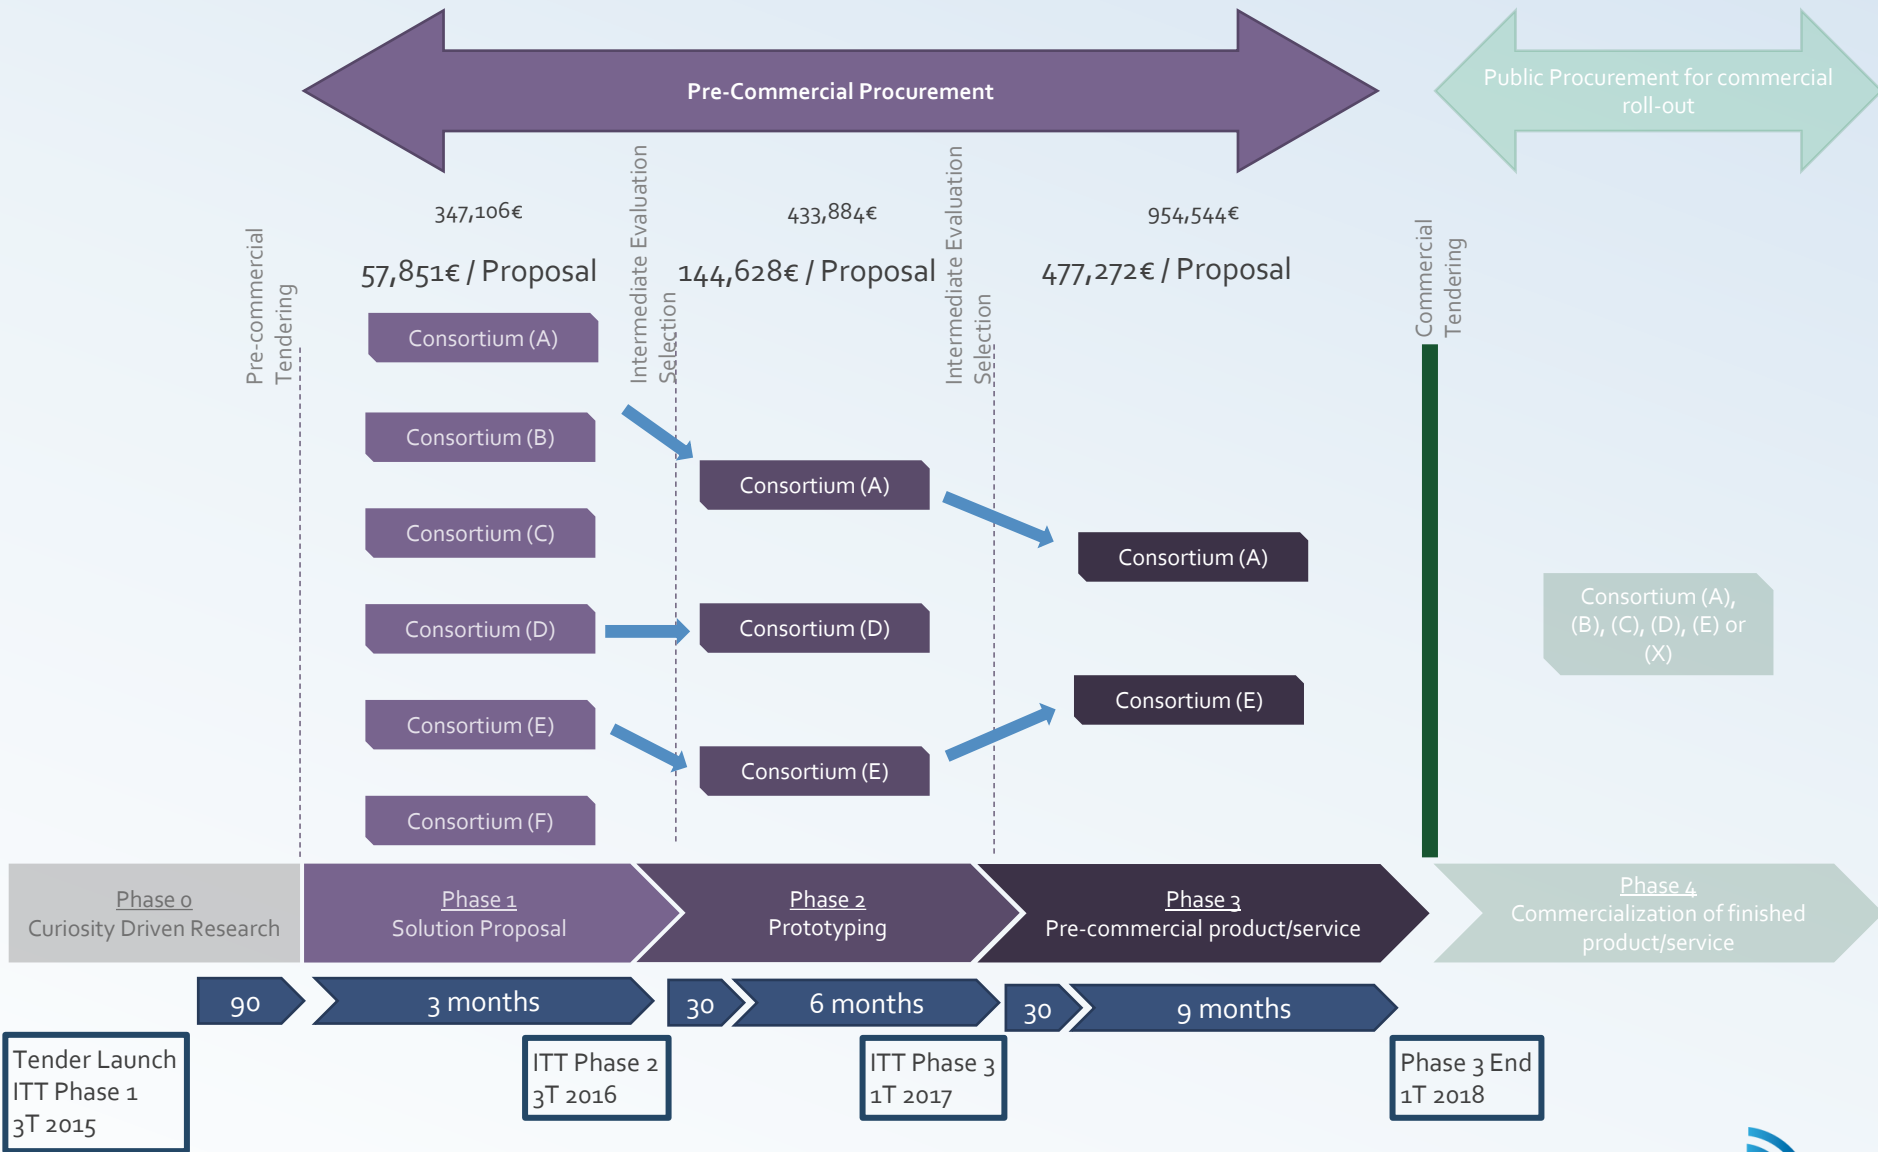 Pre-Commercial Procurement
Public Procurement for commercial
roll-out
Pre-commercial
Tendering
347,106€
57,851€ / Proposal
Intermediate Evaluation
Selection
433,884€
144,628€ / Proposal
Intermediate Evaluation
Selection
954,544€
477,272€ / Proposal
Commercial
Tendering
Consortium (A)
Consortium (B)
Consortium (C)
Consortium (D)
Consortium (E)
Consortium (F)
Consortium (A)
Consortium (D)
Consortium (E)
Consortium (A)
Consortium (E)
Consortium (A),
(B), (C), (D), (E) or
(X)
Phase 0
Curiosity Driven Research
Phase 1
Solution Proposal
Phase 2
Prototyping
Phase 3
Pre-commercial product/service
Phase 4
Commercialization of finished
product/service
90
3 months
30
6 months
30
9 months
Tender Launch
ITT Phase 1
3T 2015
ITT Phase 2
3T 2016
ITT Phase 3
1T 2017
Phase 3 End
1T 2018